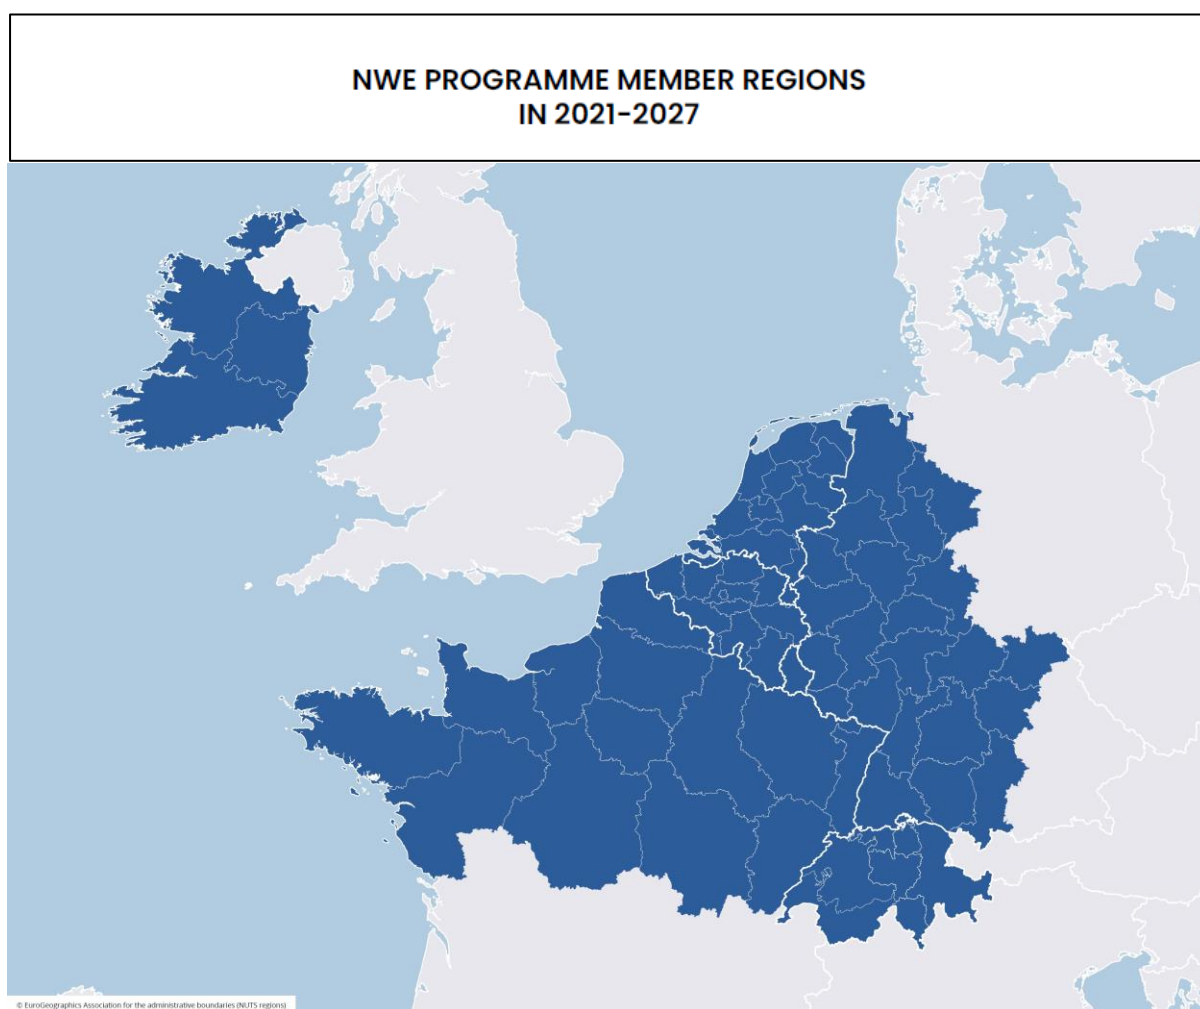 NWE PROGRAMME MEMBER REGIONS
IN 2021-2027
© EuroGeographics Association for the administrative boundaries (NUTS regions)